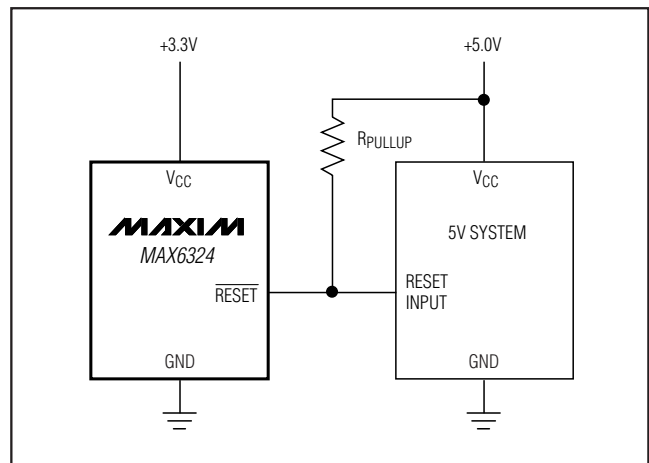 +3.3V
+5.0V
RPULLUP
VCC
MAXIM
MAX6324
RESET
GND
VCC
5V SYSTEM
RESET
INPUT
GND